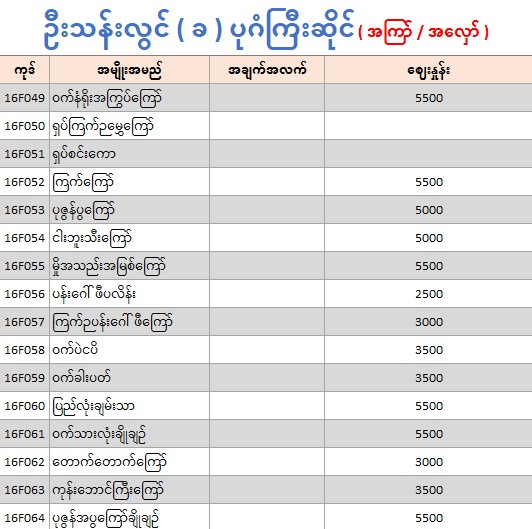 ဦးသန်းလွင် ( ခ ) ပုဂံကြီးဆိုင် ( အကြော် / အလှော် )
ကုဒ် အမျိုးအမည် အချက်အလက် ဈေးနှုန်း
16F049 ဝက်နံရိုးအကြွပ်ကြော် 5500
16F050 ရှပ်ကြက်ဥမွှေကြော်
16F051 ရှပ်စင်းကော
16F052 ကြက်ကြော် 5500
16F053 ပုဇွန်ပွကြော် 5000
16F054 ငါးဘူးသီးကြော် 5000
16F055 မှိုအသည်းအမြစ်ကြော် 5500
16F056 ပန်းဂေါ်ဖီပလိန်း 2500
16F057 ကြက်ဥပန်းဂေါ်ဖီကြော် 3000
16F058 ဝက်ပဲငပိ 3500
16F059 ဝက်ခါးပတ် 3500
16F060 ပြည်လုံးချမ်းသာ 5500
16F061 ဝက်သားလုံးချိုချဉ် 5500
16F062 တောက်တောက်ကြော် 3000
16F063 ကုန်းဘောင်ကြီးကြော် 3500
16F064 ပုဇွန်အပွကြော်ချိုချဉ် 5500